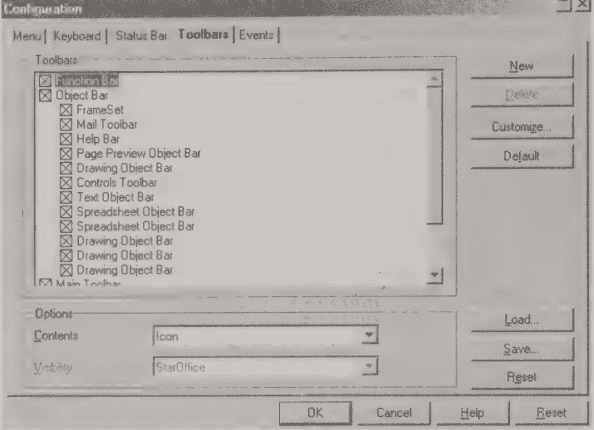 Configuration
Menu | Keyboard | Status Bar Toolbars | Events |
Toolbars
Function Bar
Object Bar
FrameSet
Mail Toolbar
Help Bar
Page Preview Object Bar
Drawing Object Bar
Controls Toolbar
Text Object Bar
Spreadsheet Object Bar
Spreadsheet Object Bar
Drawing Object Bar
Drawing Object Bar
Drawing Object Bar
Main Toolbar
New
Delete
Customize...
Default
Options
Contents
Icon
Visibility
StarOffice
Load...
Save...
Reset
OK Cancel Help Reset